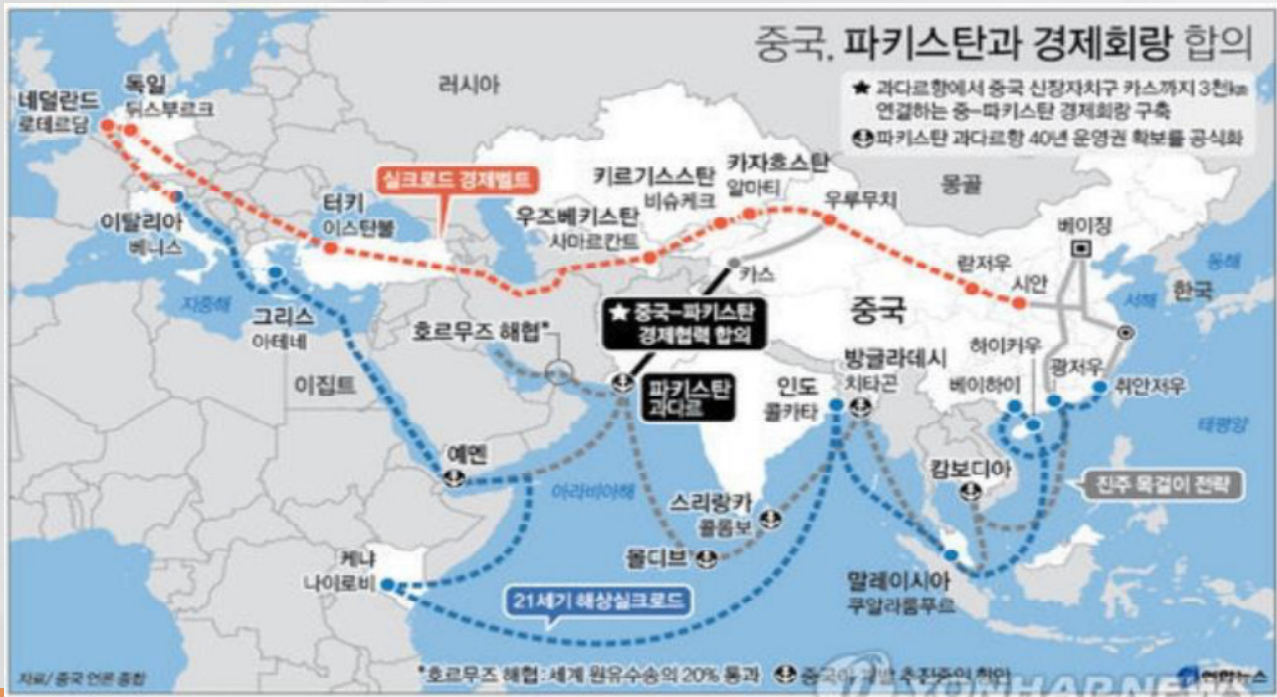 중국, 파키스탄과 경제회랑 합의
★ 과다르항에서 중국 신장자치구 카스까지 3천㎞
연결하는 중-파키스탄 경제회랑 구축
파키스탄 과다르항 40년 운영권 확보를 공식화
러시아
독일
뒤스부르크
네덜란드
로테르담
실크로드 경제벨트
키르기스스탄
비슈케크
카자흐스탄
알마티
몽골
우루무치
이탈리아
베니스
터키
이스탄불
우즈베키스탄
사마르칸트
베이징
카스
란저우
시안
동해
서해
한국
지중해
그리스
아테네
호르무즈 해협*
★ 중국-파키스탄
경제협력 합의
중국
하이커우
광저우
이집트
파키스탄
과다르
인도
콜카타
방글라데시
치타곤
베이하이
취안저우
태평양
예멘
아라비아해
스리랑카
콜롬보
캄보디아
진주 목걸이 전략
케냐
나이로비
몰디브
21세기 해상실크로드
말레이시아
쿠알라룸푸르
*호르무즈 해협: 세계 원유수송의 20% 통과
중국이 개발 추진중인 항만
자료/중국 언론 종합
연합뉴스
YONHAP NEWS